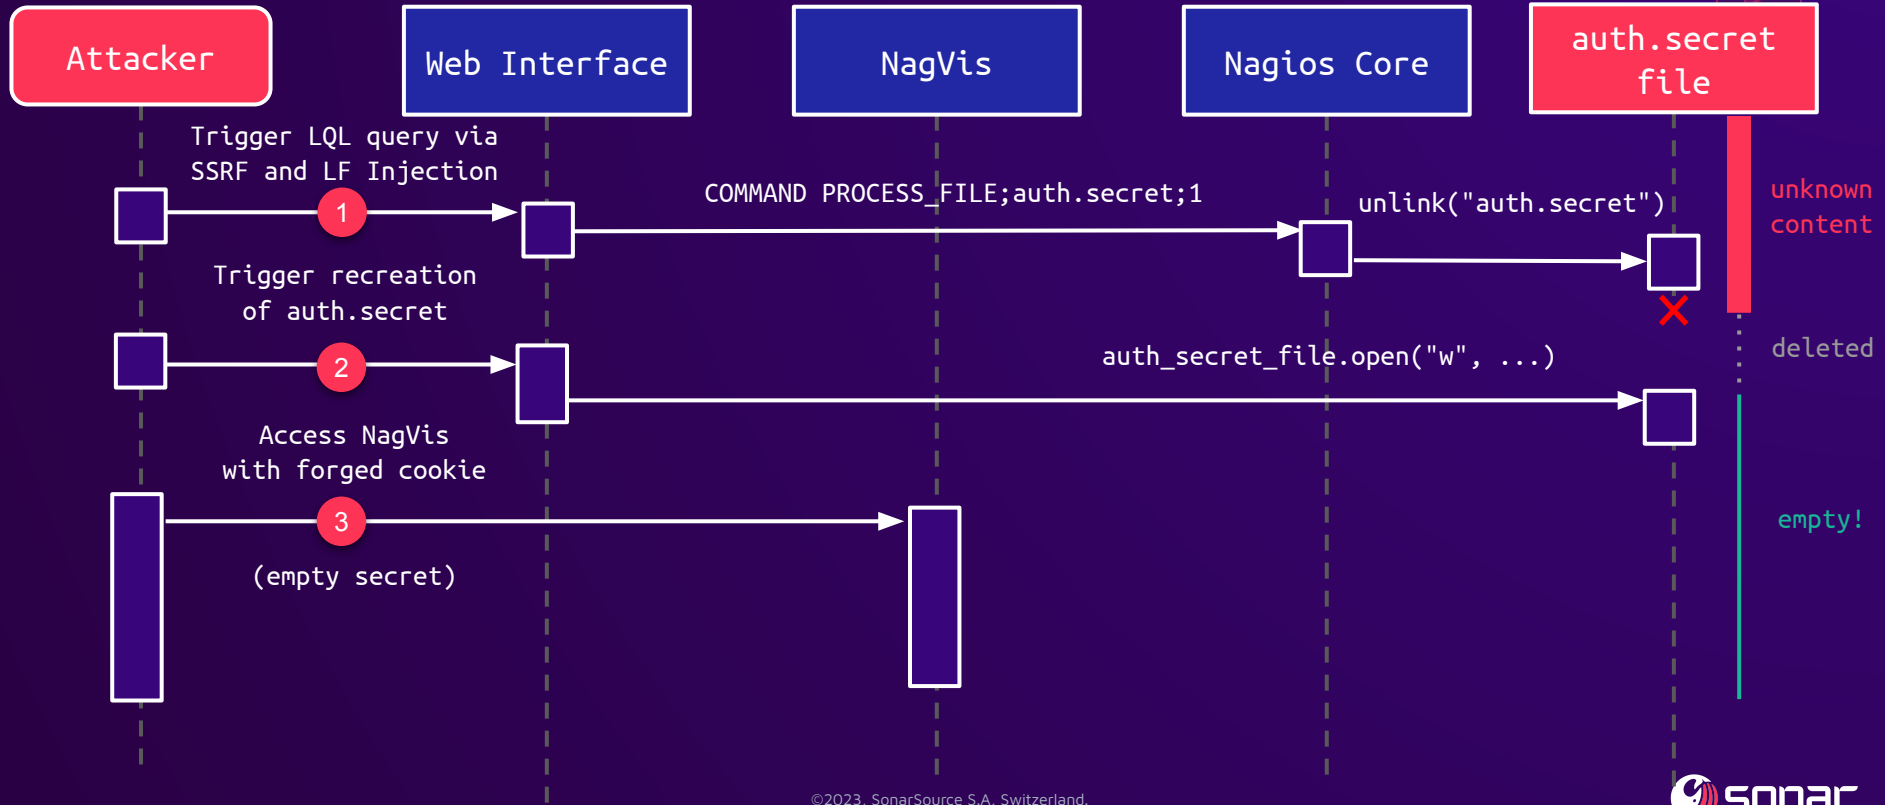 Attacker
Web Interface
NagVis
Nagios Core
auth.secret
file
Trigger LQL query via
SSRF and LF Injection
1
COMMAND PROCESS_FILE;auth.secret;1
unlink("auth.secret")
unknown
content
Trigger recreation
of auth.secret
2
auth_secret_file.open("w", ...)
deleted
Access NagVis
with forged cookie
3
(empty secret)
empty!
©2023, SonarSource S.A, Switzerland.
sonar